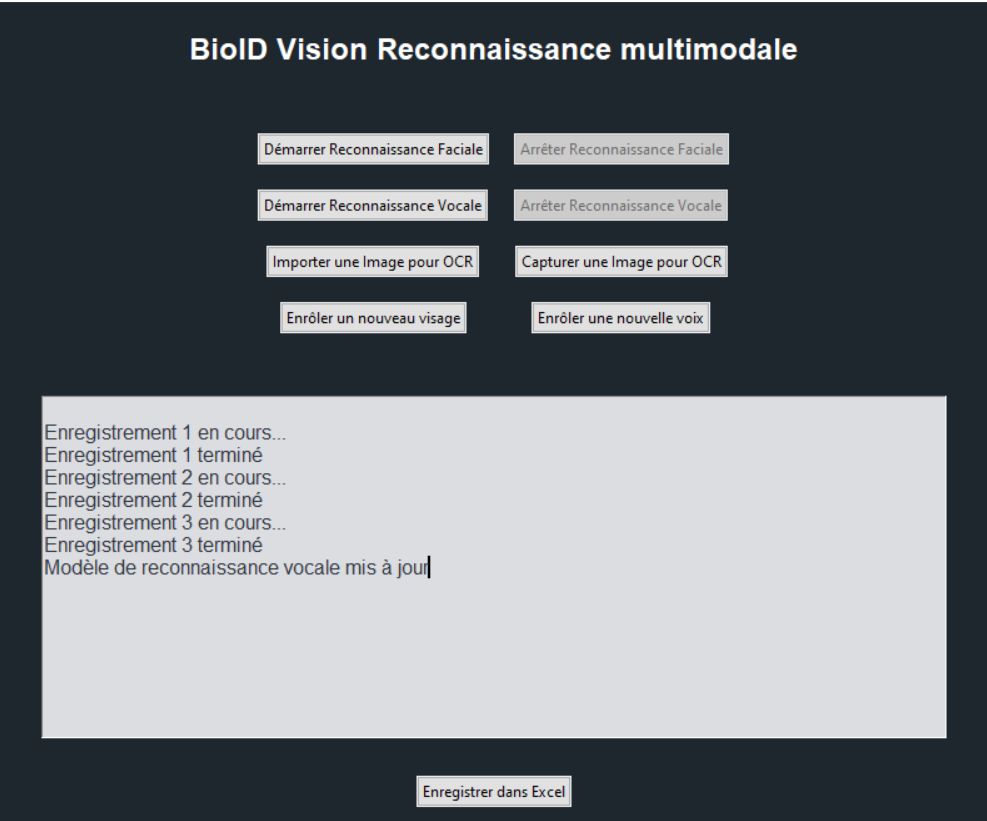 BioID Vision Reconnaissance multimodale
Démarrer Reconnaissance Faciale
Arrêter Reconnaissance Faciale
Démarrer Reconnaissance Vocale
Arrêter Reconnaissance Vocale
Importer une Image pour OCR
Capturer une Image pour OCR
Enrôler un nouveau visage
Enrôler une nouvelle voix
Enregistrement 1 en cours...
Enregistrement 1 terminé
Enregistrement 2 en cours...
Enregistrement 2 terminé
Enregistrement 3 en cours...
Enregistrement 3 terminé
Modèle de reconnaissance vocale mis à jour
Enregistrer dans Excel